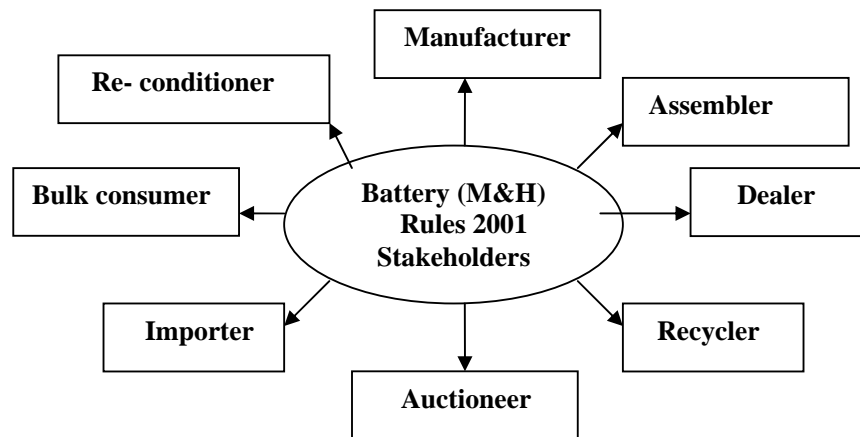 Manufacturer
Re- conditioner
Assembler
Bulk consumer
Battery (M&H)
Rules 2001
Stakeholders
Dealer
Importer
Recycler
Auctioneer